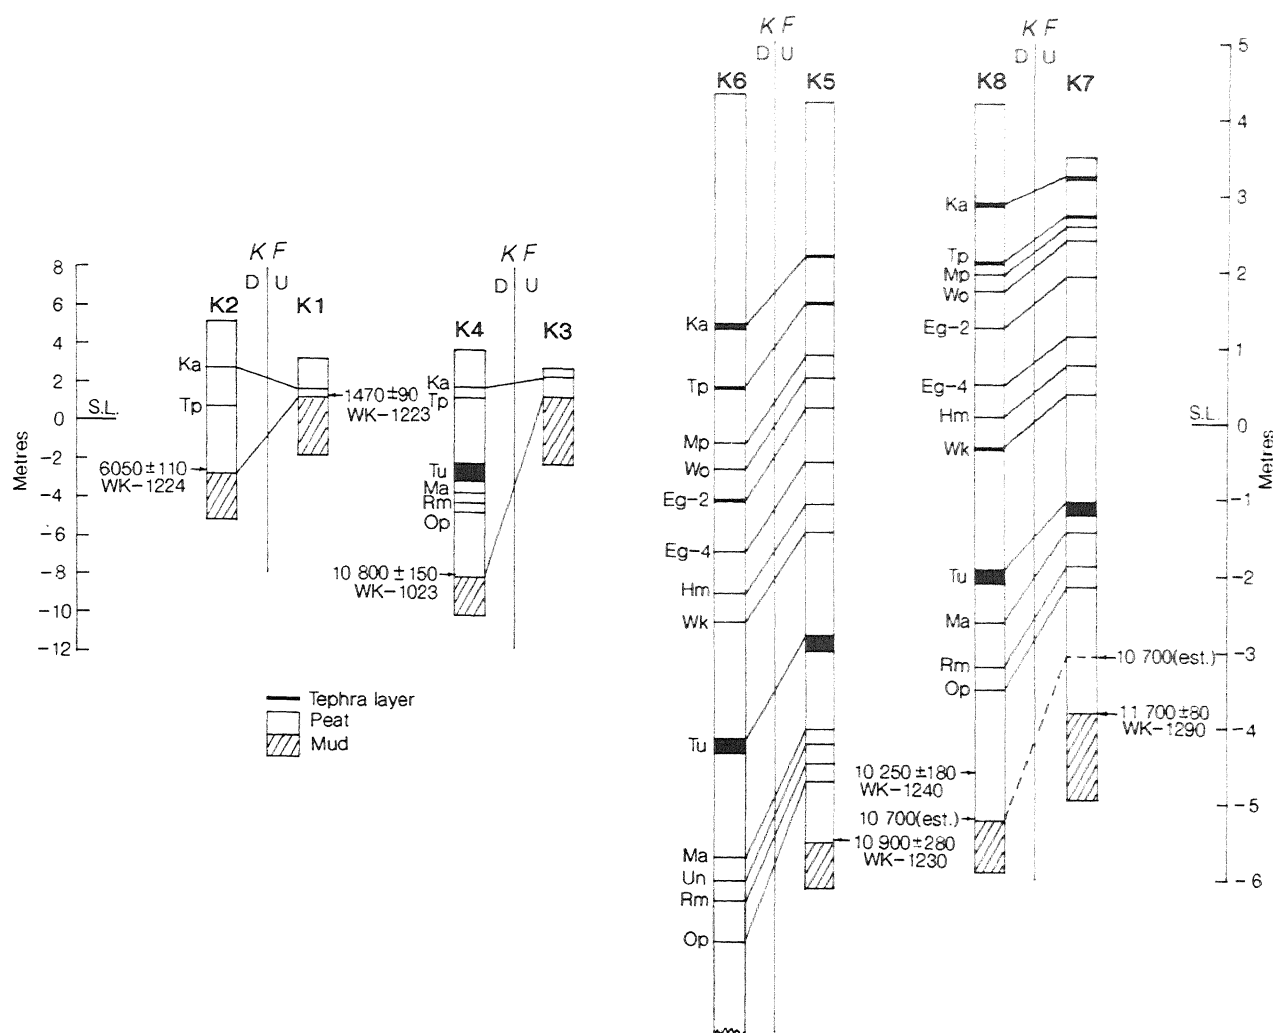 K F
D U
K2 K1
8
6
4
2
0
-2
-4
-6
-8
-10
-12
Metres
S.L.
Ka
Tp
6050 ±110
WK-1224
1470 ±90
WK-1223
K F
D U
K4 K3
Ka
Tp
Tu
Ma
Rm
Op
10 800 ±150
WK-1023
Tephra layer
Peat
Mud
K F
D U
K6 K5
Ka
Tp
Mp
Wo
Eg-2
Eg-4
Hm
Wk
Tu
Ma
Un
Rm
Op
10 900 ±280
WK-1230
K F
D U
K8 K7
Ka
Tp
Mp
Wo
Eg-2
Eg-4
Hm
Wk
Tu
Ma
Rm
Op
10 250 ±180
WK-1240
10 700(est.)
10 700(est.)
11 700 ±80
WK-1290
5
4
3
2
1
0
-1
-2
-3
-4
-5
-6
S.L.
Metres